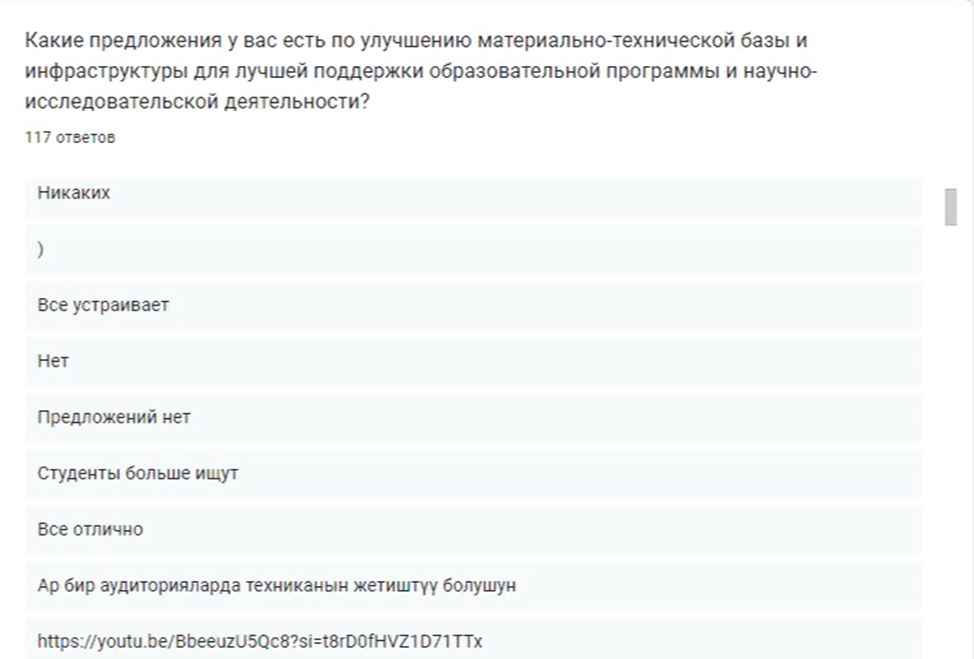 Какие предложения у вас есть по улучшению материально-технической базы и
инфраструктуры для лучшей поддержки образовательной программы и научно-
исследовательской деятельности?
117 ответов
Никаких
)
Все устраивает
Нет
Предложений нет
Студенты больше ищут
Все отлично
Ар бир аудиторияларда техниканын жетиштүү болушун
https://youtu.be/BbeeuzU5Qc8?si=t8rD0fHVZ1D71TTx